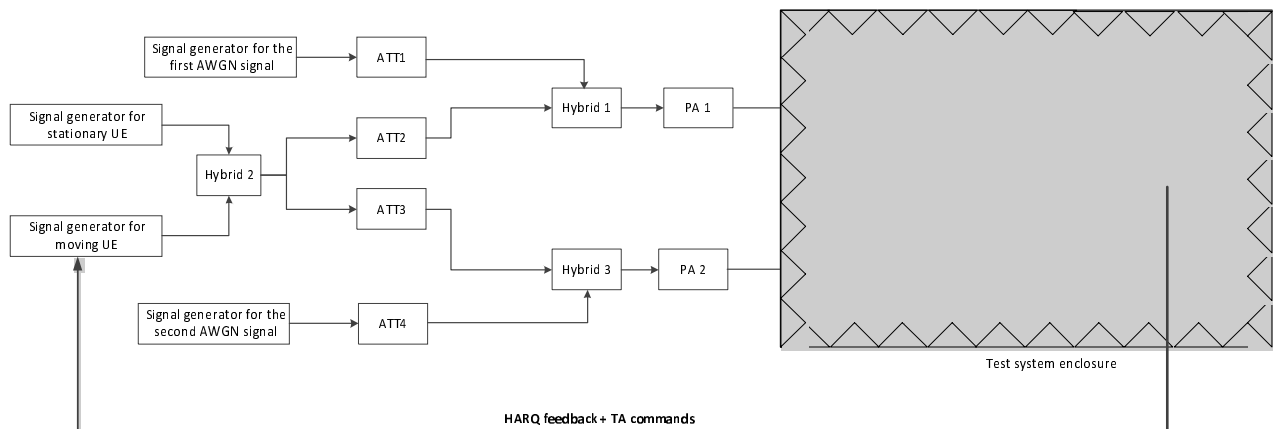 Signal generator for the
first AWGN signal
ATT1
Signal generator for
stationary UE
Hybrid 1
PA 1
ATT2
Hybrid 2
ATT3
Signal generator for
moving UE
Hybrid 3
PA 2
Signal generator for the
second AWGN signal
ATT4
Test system enclosure
HARQ feedback + TA commands